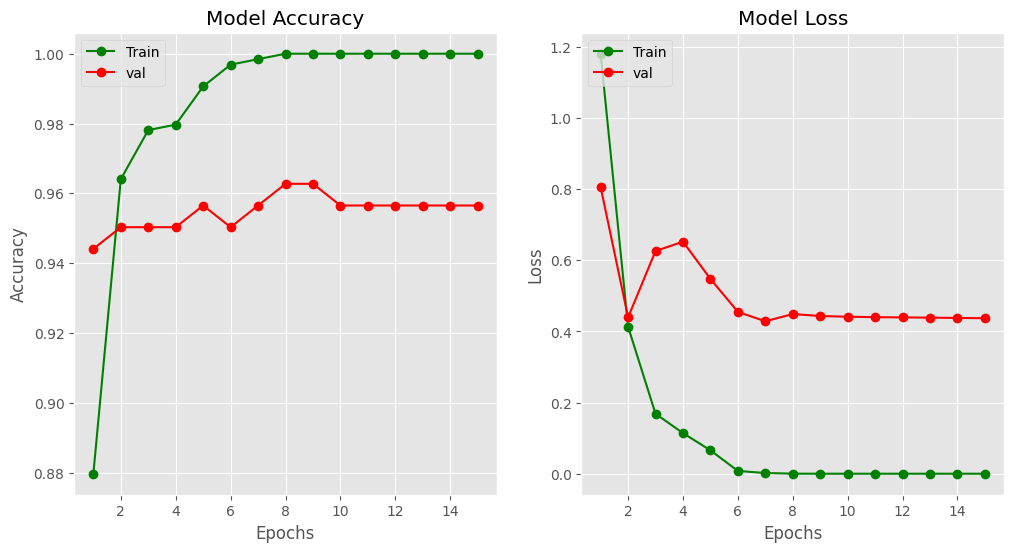 Model Accuracy
Train
val
1.00
0.98
0.96
0.94
0.92
0.90
0.88
Accuracy
2 4 6 8 10 12 14
Epochs
Model Loss
Train
val
1.2
1.0
0.8
0.6
0.4
0.2
0.0
Loss
2 4 6 8 10 12 14
Epochs